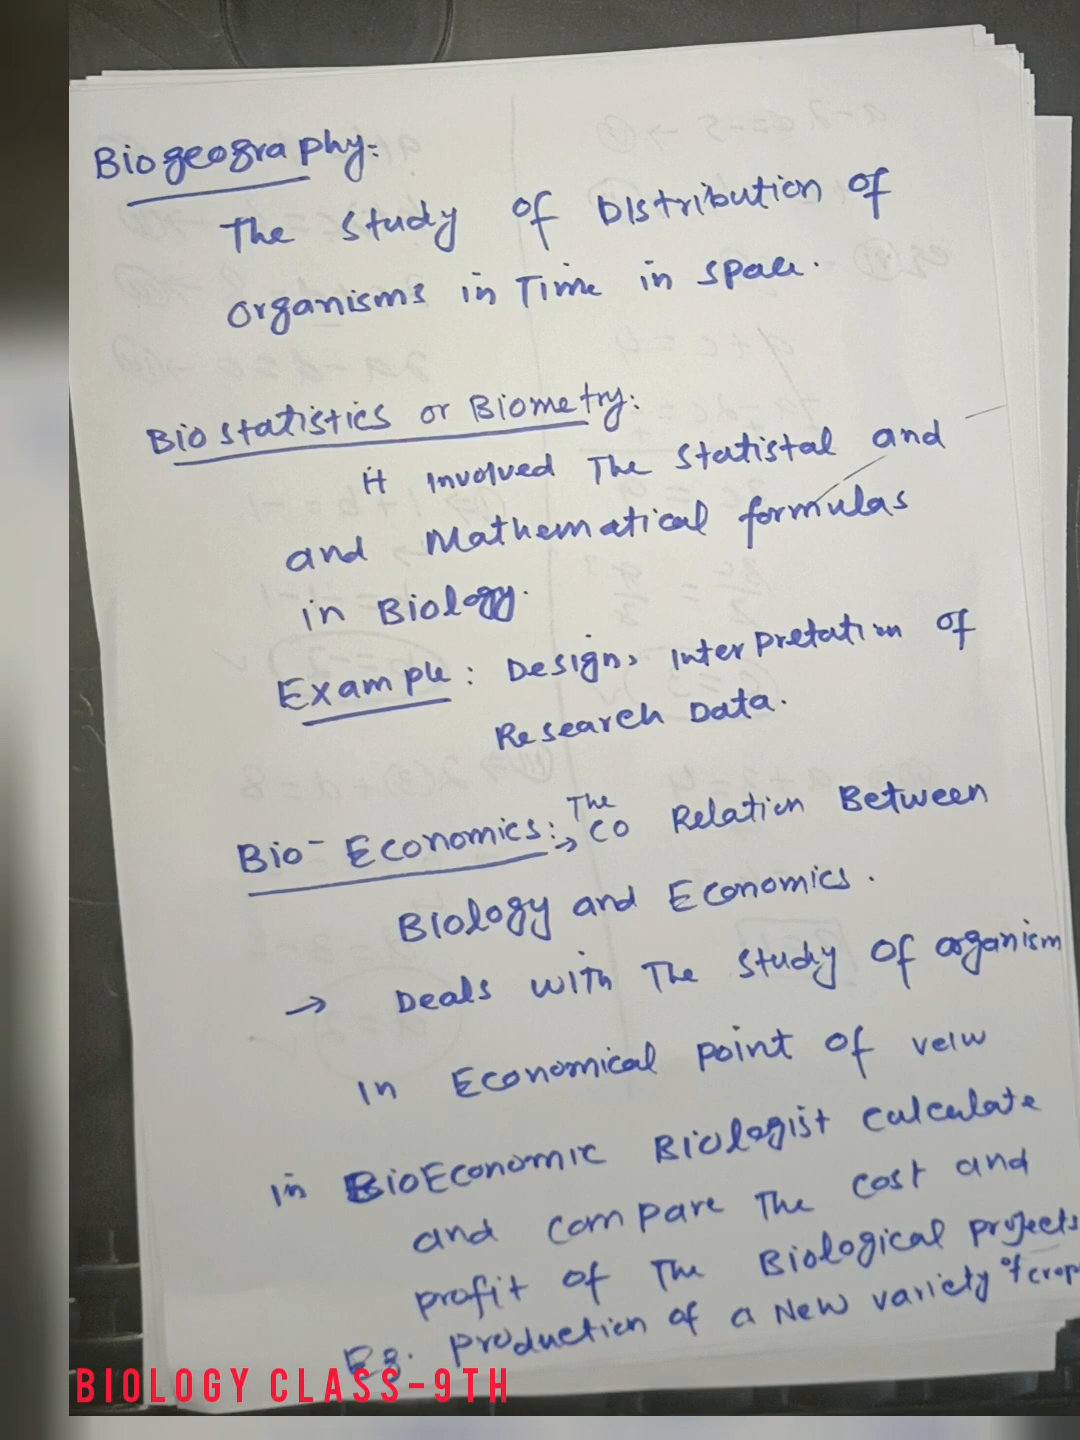 Biogeography:
The Study of Distribution of
organisms in Time in space.
Biostatistics or Biometry:
it involved The statistal and
and Mathematical formulas
in Biology.
Example: Design, interpretation of
Research Data.
Bio-Economics: → The CO Relation Between
Biology and Economics.
→ Deals with The study of organism
in Economical point of veiw
in BioEconomic Biologist calculate
and compare The cost and
profit of The Biological projects
Eg. production of a New variety of crop
BIOLOGY CLASS-9TH